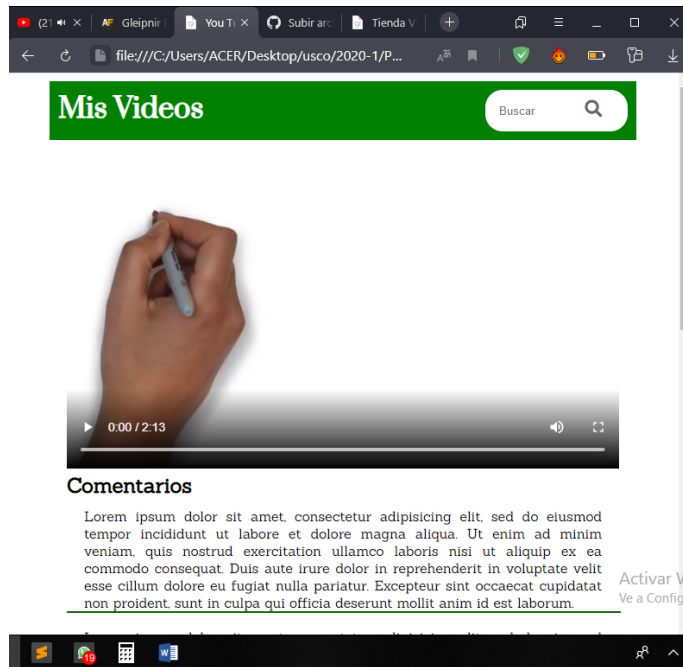 (21
AF Gleipnir
You Tu
Subir arc
Tienda V
file:///C:/Users/ACER/Desktop/usco/2020-1/P...
Mis Videos
Buscar
0:00 / 2:13
Comentarios
Lorem ipsum dolor sit amet, consectetur adipisicing elit, sed do eiusmod
tempor incididunt ut labore et dolore magna aliqua. Ut enim ad minim
veniam, quis nostrud exercitation ullamco laboris nisi ut aliquip ex ea
commodo consequat. Duis aute irure dolor in reprehenderit in voluptate velit
esse cillum dolore eu fugiat nulla pariatur. Excepteur sint occaecat cupidatat
non proident, sunt in culpa qui officia deserunt mollit anim id est laborum.
Activar W
Ve a Config
19